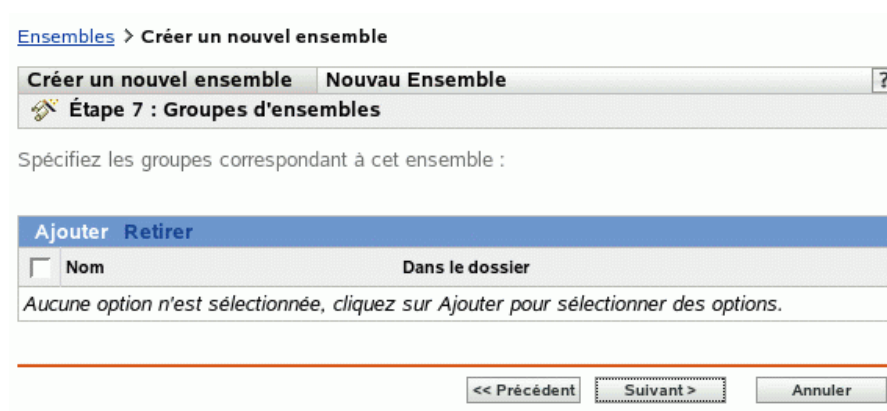 Ensembles > Créer un nouvel ensemble
Créer un nouvel ensemble Nouvau Ensemble ?
Étape 7 : Groupes d'ensembles
Spécifiez les groupes correspondant à cet ensemble :
Ajouter Retirer
Nom Dans le dossier
Aucune option n'est sélectionnée, cliquez sur Ajouter pour sélectionner des options.
<< Précédent Suivant > Annuler